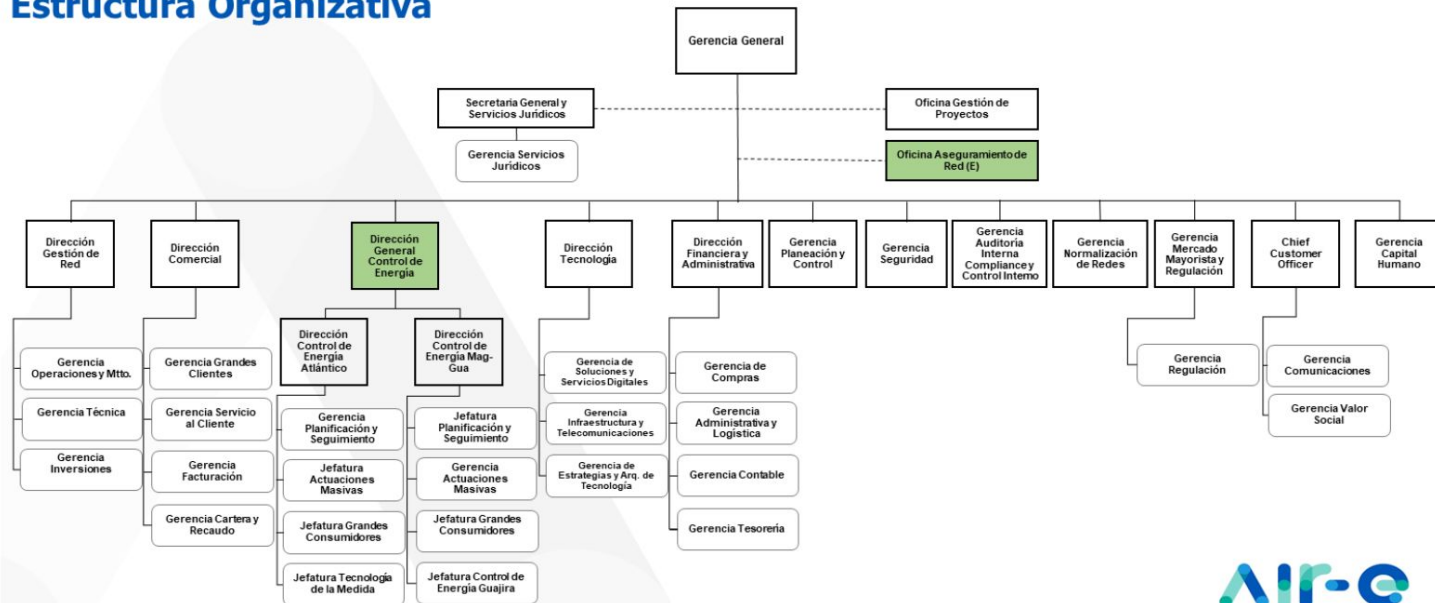 Estructura Organizativa
Gerencia General
Secretaria General y
Servicios Jurídicos
Oficina Gestión de
Proyectos
Gerencia Servicios
Jurídicos
Oficina Aseguramiento de
Red (E)
Dirección
Gestión de
Red
Dirección
Comercial
Dirección
General
Control de
Energía
Dirección
Tecnología
Dirección
Financiera y
Administrativa
Gerencia
Planeación y
Control
Gerencia
Seguridad
Gerencia
Auditoría
Interna
Compliance y
Control Interno
Gerencia
Normalización
de Redes
Gerencia
Mercado
Mayorista y
Regulación
Chief
Customer
Officer
Gerencia
Capital
Humano
Dirección
Control de
Energía
Atlántico
Dirección
Control de
Energía Mag-
Gua
Gerencia
Operaciones y Mtto.
Gerencia Técnica
Gerencia
Inversiones
Gerencia Grandes
Clientes
Gerencia Servicio
al Cliente
Gerencia
Facturación
Gerencia Cartera y
Recaudo
Gerencia
Planificación y
Seguimiento
Jefatura
Actuaciones
Masivas
Jefatura Grandes
Consumidores
Jefatura Tecnología
de la Medida
Jefatura
Planificación y
Seguimiento
Gerencia
Actuaciones
Masivas
Jefatura Grandes
Consumidores
Jefatura Control de
Energía Guajira
Gerencia de
Soluciones y
Servicios Digitales
Gerencia
Infraestructura y
Telecomunicaciones
Gerencia de
Estrategias y Arq. de
Tecnología
Gerencia de
Compras
Gerencia
Administrativa y
Logística
Gerencia Contable
Gerencia Tesorería
Gerencia
Regulación
Gerencia
Comunicaciones
Gerencia Valor
Social
AIr-e